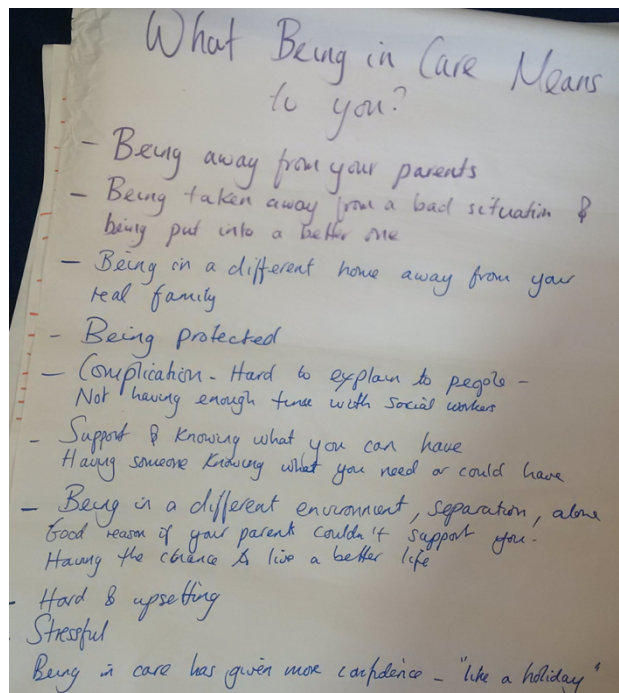 What Being in Care Means
to you?
- Being away from your parents
- Being taken away from a bad situation &
being put into a better one
- Being in a different home away from your
real family
- Being protected
- Complication - Hard to explain to people -
Not having enough time with social workers
- Support & knowing what you can have
Having someone knowing what you need or could have
- Being in a different environment, separation, alone
Good reason if your parent couldn't support you.
Having the chance to live a better life
- Hard & upsetting
- Stressful
Being in care has given more confidence - "like a holiday"